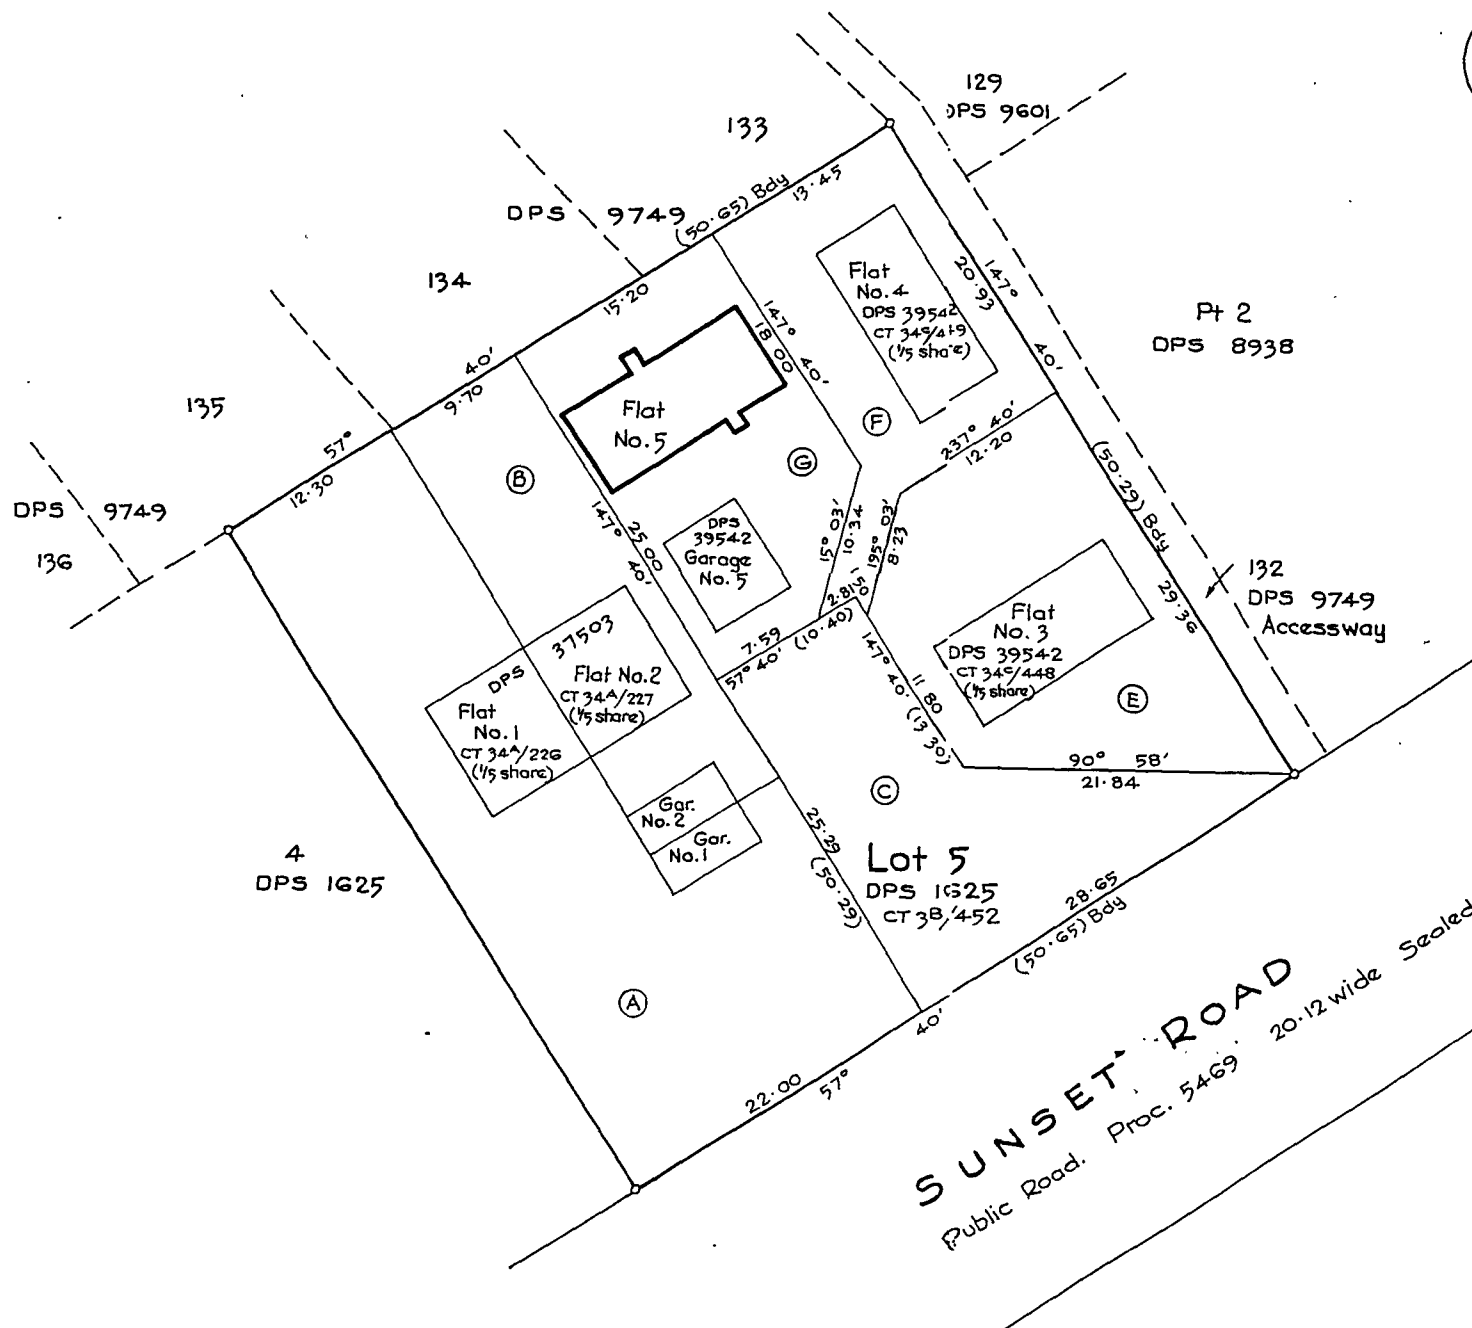 129
DPS 9601
133
DPS 9749
(50·65) Bdy
13·45
134
15·20
40'
9·70
135
57°
12·30
DPS 9749
136
Flat
No. 4
DPS 39542
(1/5 share)
147°
20·93
40'
Pt 2
DPS 8938
147° 40'
18 00
Flat
No. 5
F
G
B
237° 40'
12·20
(50·29) Bdy
29·36
132
DPS 9749
Accessway
147° 40'
25 00
DPS
39542
Garage
No. 5
15° 03'
10·34
195° 03'
8·23
2·81
7·59
57° 40' (10·40)
Flat
No. 3
DPS 39542
CT 34C/448
(1/5 share)
E
147° 40'
11 80
(13 30)
90° 58'
21·84
DPS 37503
Flat No. 2
CT 34A/227
(1/5 share)
Flat
No. 1
CT 34A/226
(1/5 share)
Gar.
No. 2
Gar.
No. 1
25·29
(50·29)
C
Lot 5
DPS 1625
CT 3B/452
4
DPS 1625
A
28·65
(50·65) Bdy
22·00
57° 40'
SUNSET ROAD
Public Road. Proc. 5469 20·12 wide Sealed